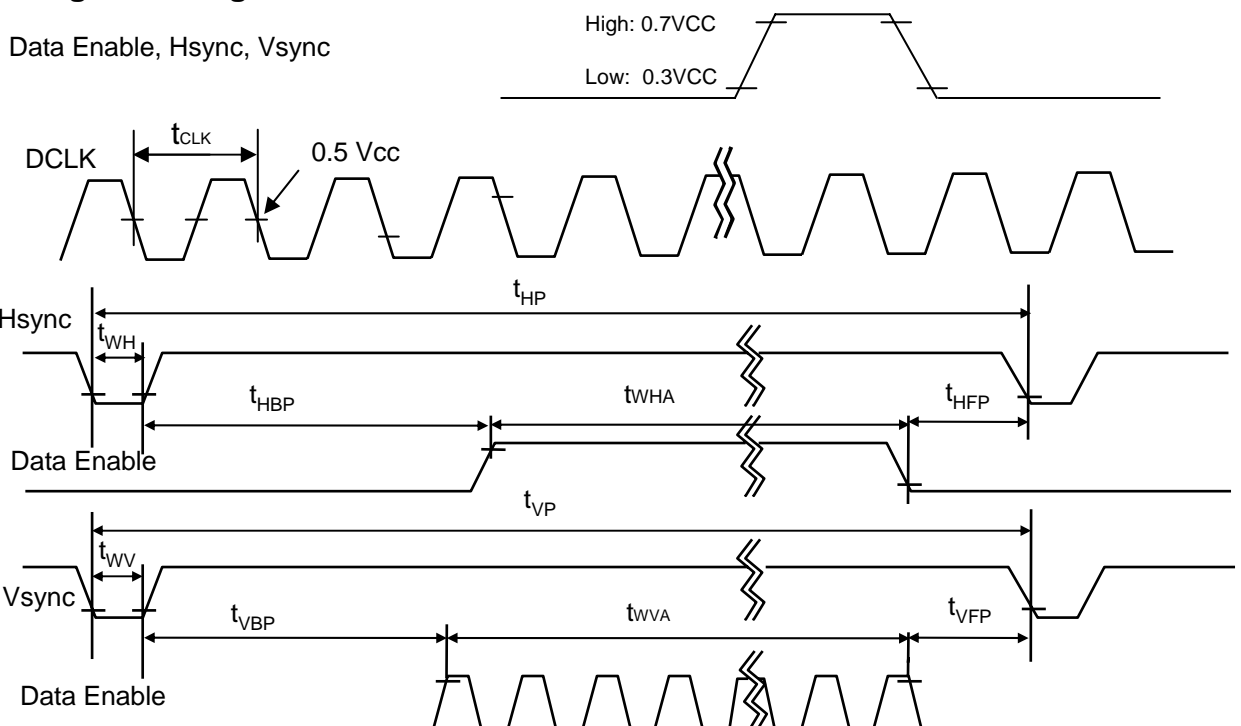 Data Enable, Hsync, Vsync
High: 0.7VCC
Low: 0.3VCC
tCLK
DCLK
0.5 Vcc
tHP
Hsync
tWH
tHBP
tWHA
tHFP
Data Enable
tVP
tWV
Vsync
tVBP
tWVA
tVFP
Data Enable